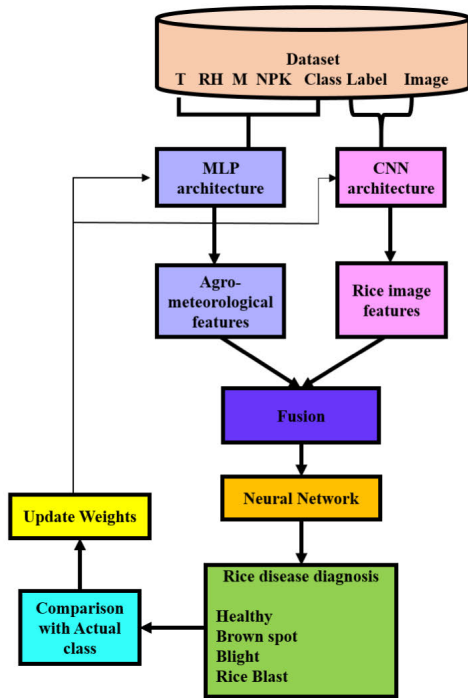 Dataset
T RH M NPK Class Label Image
MLP
architecture
CNN
architecture
Agro-
meteorological
features
Rice image
features
Fusion
Neural Network
Update Weights
Rice disease diagnosis
Healthy
Brown spot
Blight
Rice Blast
Comparison
with Actual
class